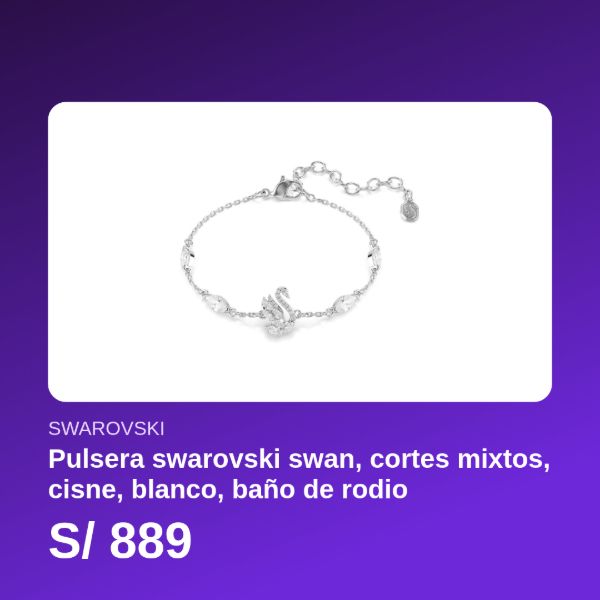 SWAROVSKI
Pulsera swarovski swan, cortes mixtos,
cisne, blanco, baño de rodio
S/ 889